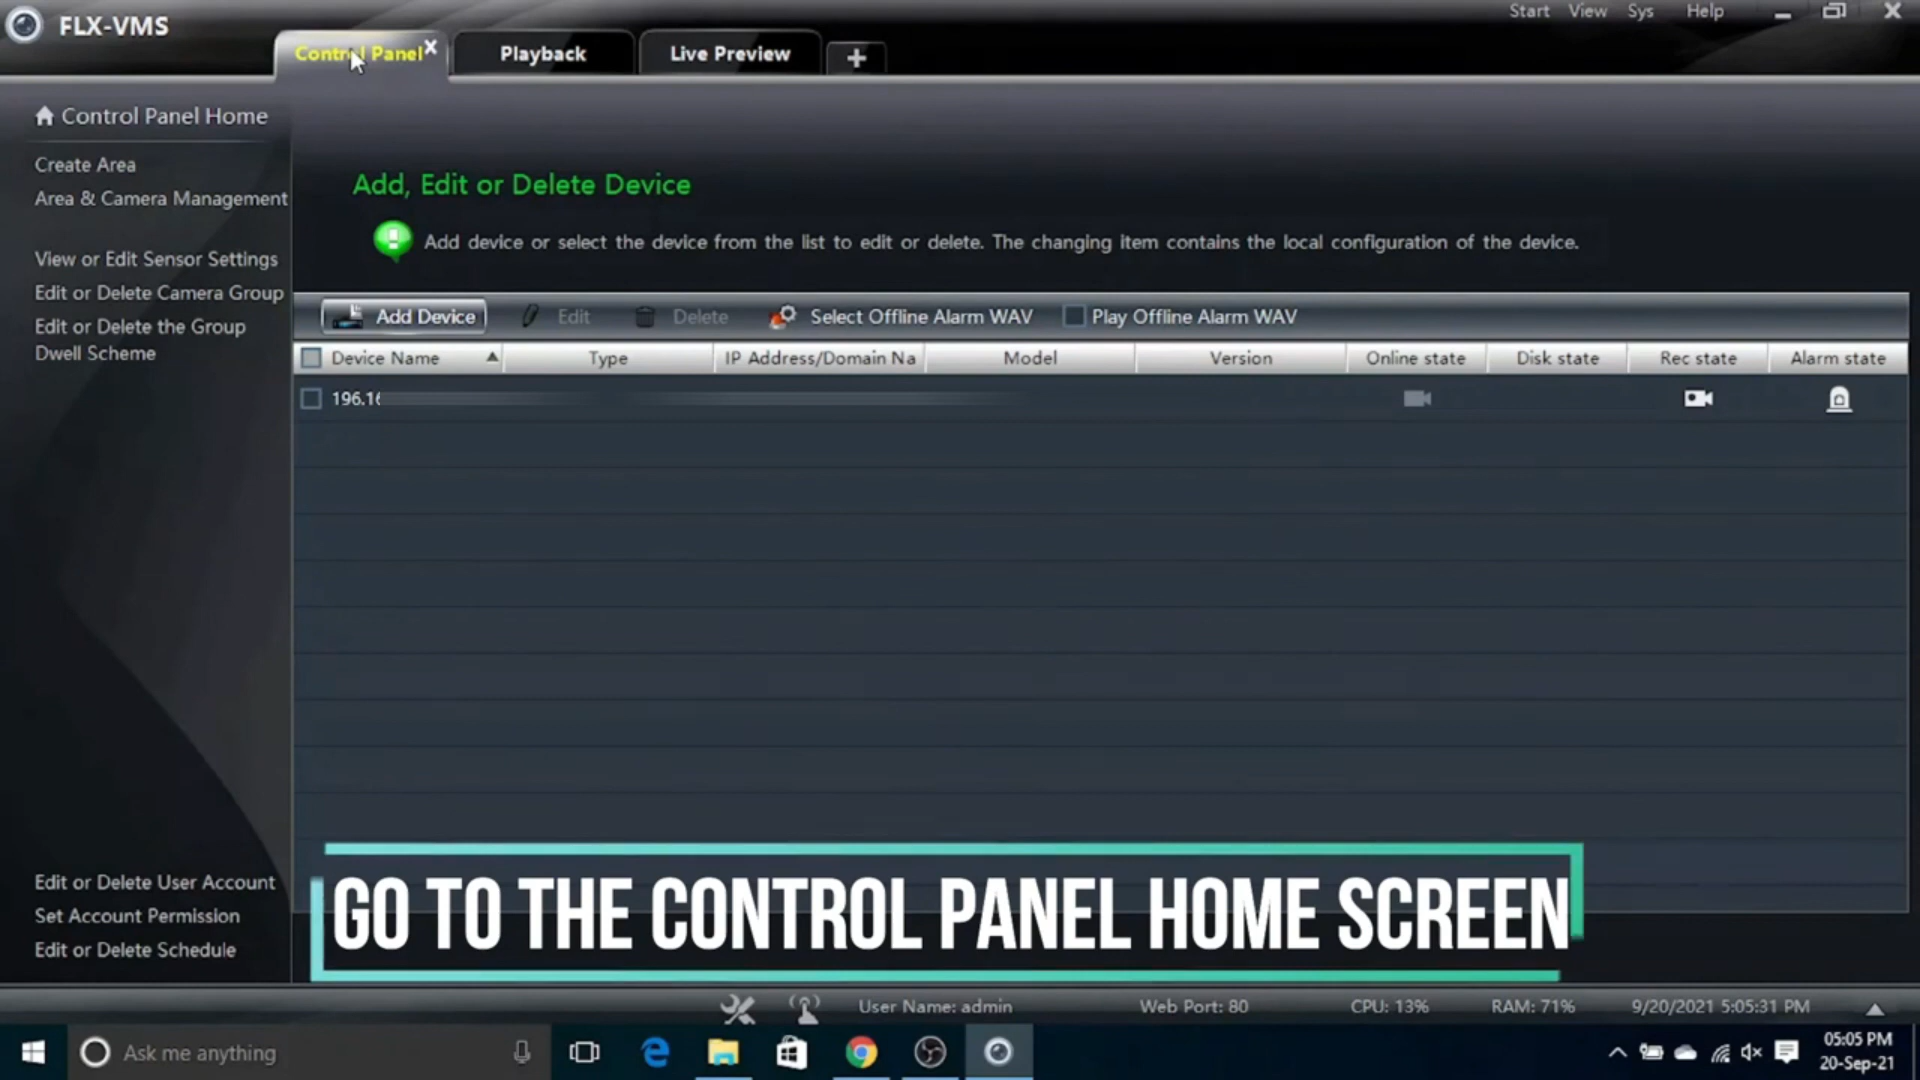 FLX-VMS
Start View Sys Help
Control Panel
Playback
Live Preview
Control Panel Home
Create Area
Area & Camera Management
View or Edit Sensor Settings
Edit or Delete Camera Group
Edit or Delete the Group
Dwell Scheme
Edit or Delete User Account
Set Account Permission
Edit or Delete Schedule
Add, Edit or Delete Device
Add device or select the device from the list to edit or delete. The changing item contains the local configuration of the device.
Add Device Edit Delete Select Offline Alarm WAV Play Offline Alarm WAV
Device Name Type IP Address/Domain Na Model Version Online state Disk state Rec state Alarm state
196.16
GO TO THE CONTROL PANEL HOME SCREEN
User Name: admin Web Port: 80 CPU: 13% RAM: 71% 9/20/2021 5:05:31 PM
Ask me anything
05:05 PM
20-Sep-21